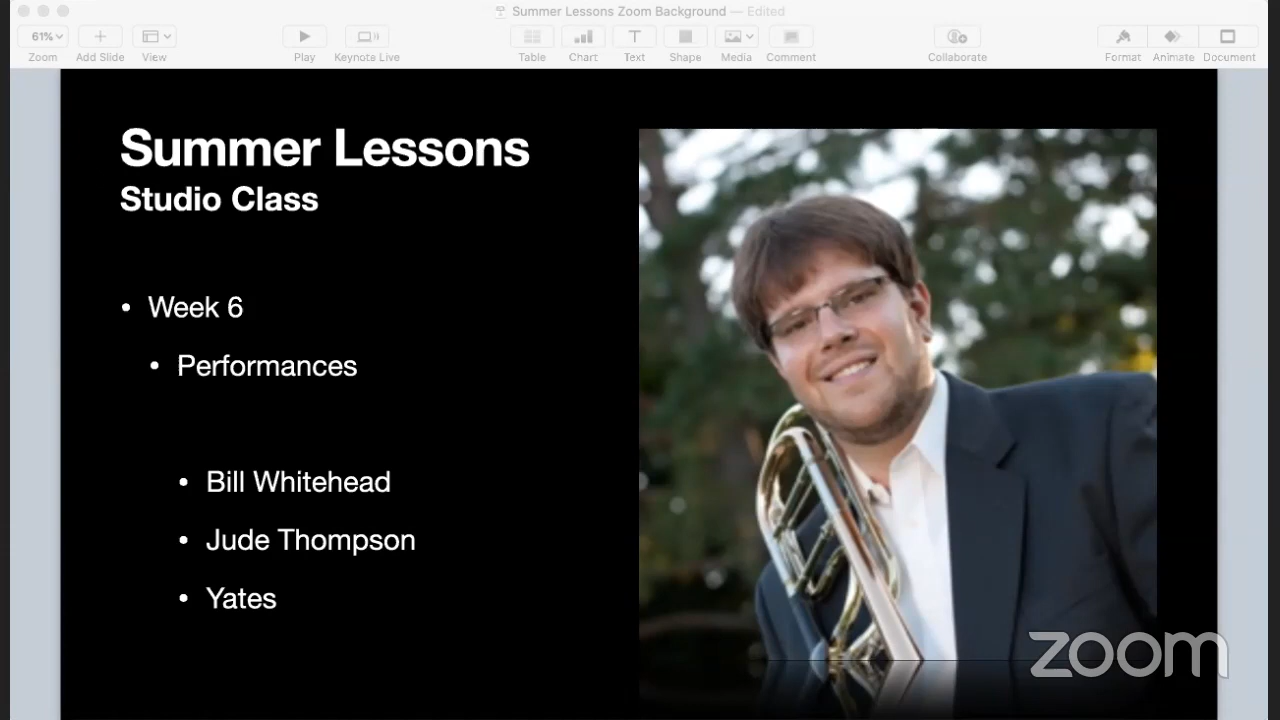 Summer Lessons Zoom Background — Edited
61%
Zoom
Add Slide
View
Play
Keynote Live
Table
Chart
Text
Shape
Media
Comment
Collaborate
Format
Animate
Document
Summer Lessons
Studio Class
• Week 6
• Performances
• Bill Whitehead
• Jude Thompson
• Yates
zoom